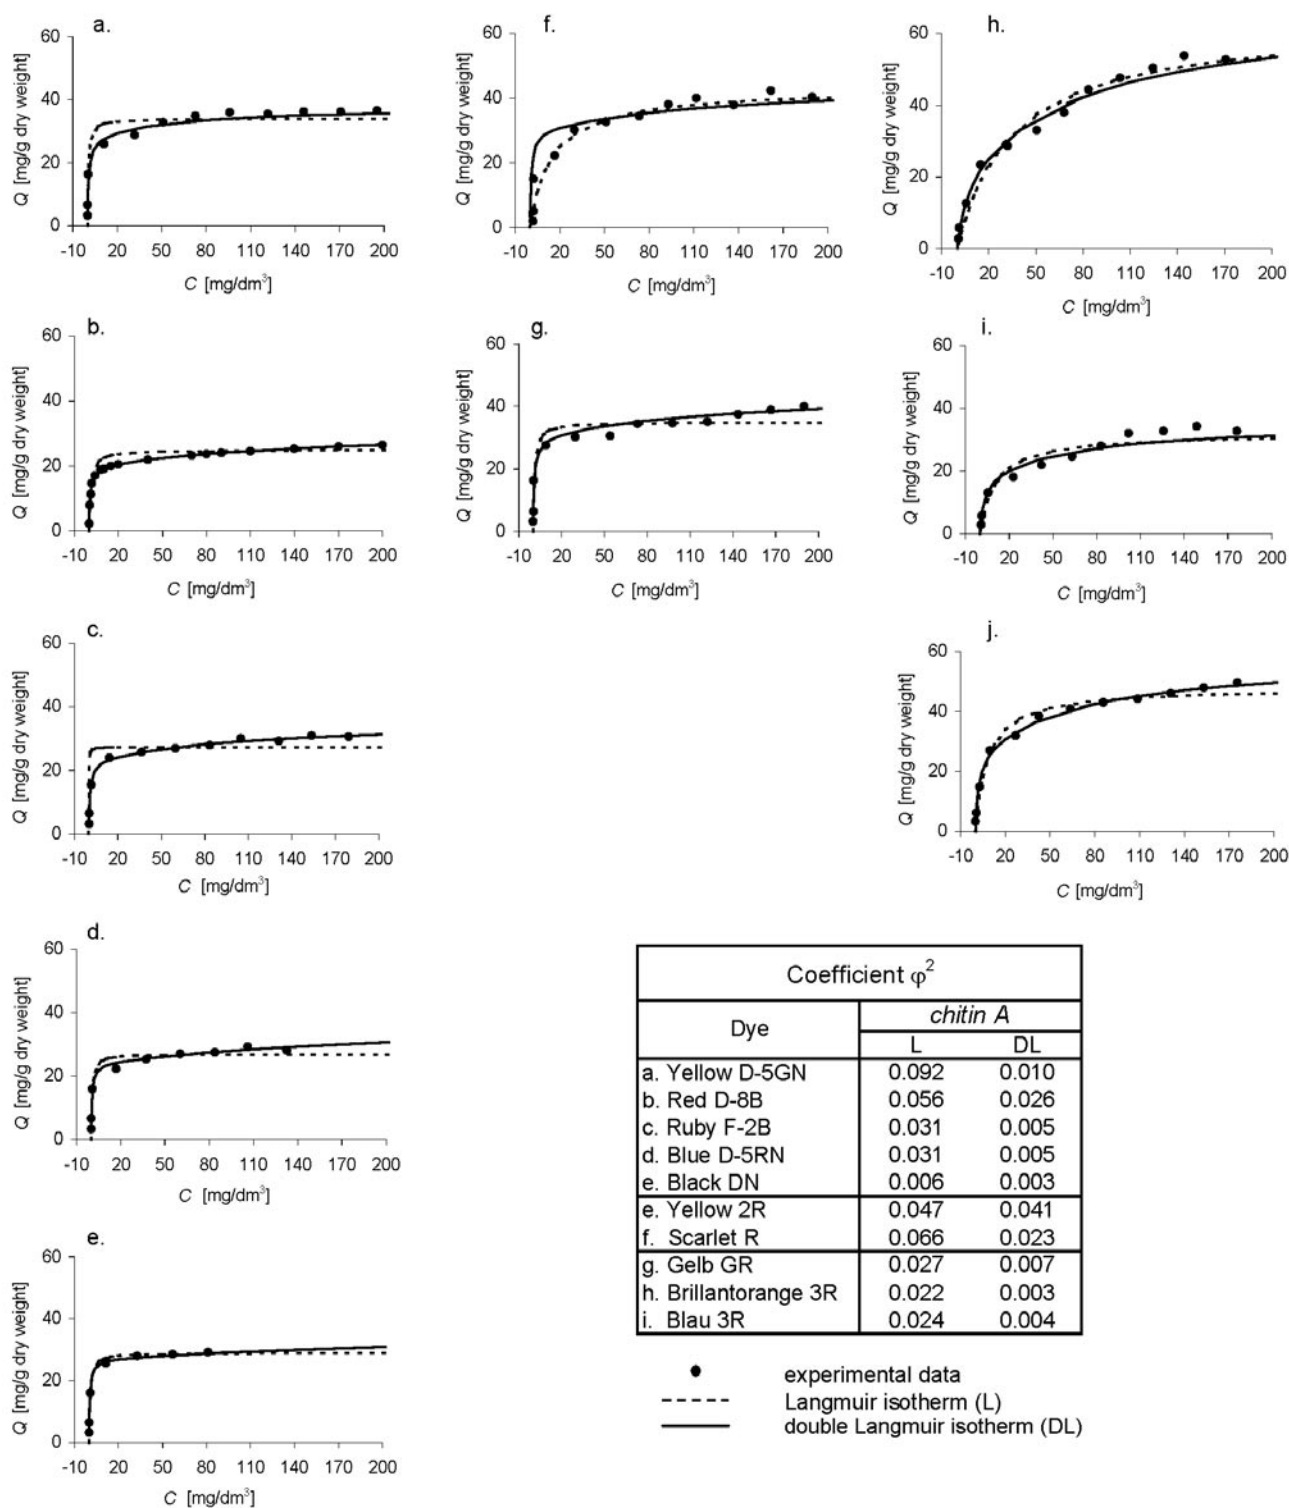 a.
60
40
20
0
Q [mg/g dry weight]
-10 20 50 80 110 140 170 200
C [mg/dm³]
b.
60
40
20
0
Q [mg/g dry weight]
-10 20 50 80 110 140 170 200
C [mg/dm³]
c.
60
40
20
0
Q [mg/g dry weight]
-10 20 50 80 110 140 170 200
C [mg/dm³]
d.
60
40
20
0
Q [mg/g dry weight]
-10 20 50 80 110 140 170 200
C [mg/dm³]
e.
60
40
20
0
Q [mg/g dry weight]
-10 20 50 80 110 140 170 200
C [mg/dm³]
f.
60
40
20
0
Q [mg/g dry weight]
-10 20 50 80 110 140 170 200
C [mg/dm³]
g.
60
40
20
0
Q [mg/g dry weight]
-10 20 50 80 110 140 170 200
C [mg/dm³]
h.
60
40
20
0
Q [mg/g dry weight]
-10 20 50 80 110 140 170 200
C [mg/dm³]
i.
60
40
20
0
Q [mg/g dry weight]
-10 20 50 80 110 140 170 200
C [mg/dm³]
j.
60
40
20
0
Q [mg/g dry weight]
-10 20 50 80 110 140 170 200
C [mg/dm³]
Coefficient φ²
Dye chitin A
L DL
a. Yellow D-5GN 0.092 0.010
b. Red D-8B 0.056 0.026
c. Ruby F-2B 0.031 0.005
d. Blue D-5RN 0.031 0.005
e. Black DN 0.006 0.003
e. Yellow 2R 0.047 0.041
f. Scarlet R 0.066 0.023
g. Gelb GR 0.027 0.007
h. Brillantorange 3R 0.022 0.003
i. Blau 3R 0.024 0.004
experimental data
Langmuir isotherm (L)
double Langmuir isotherm (DL)